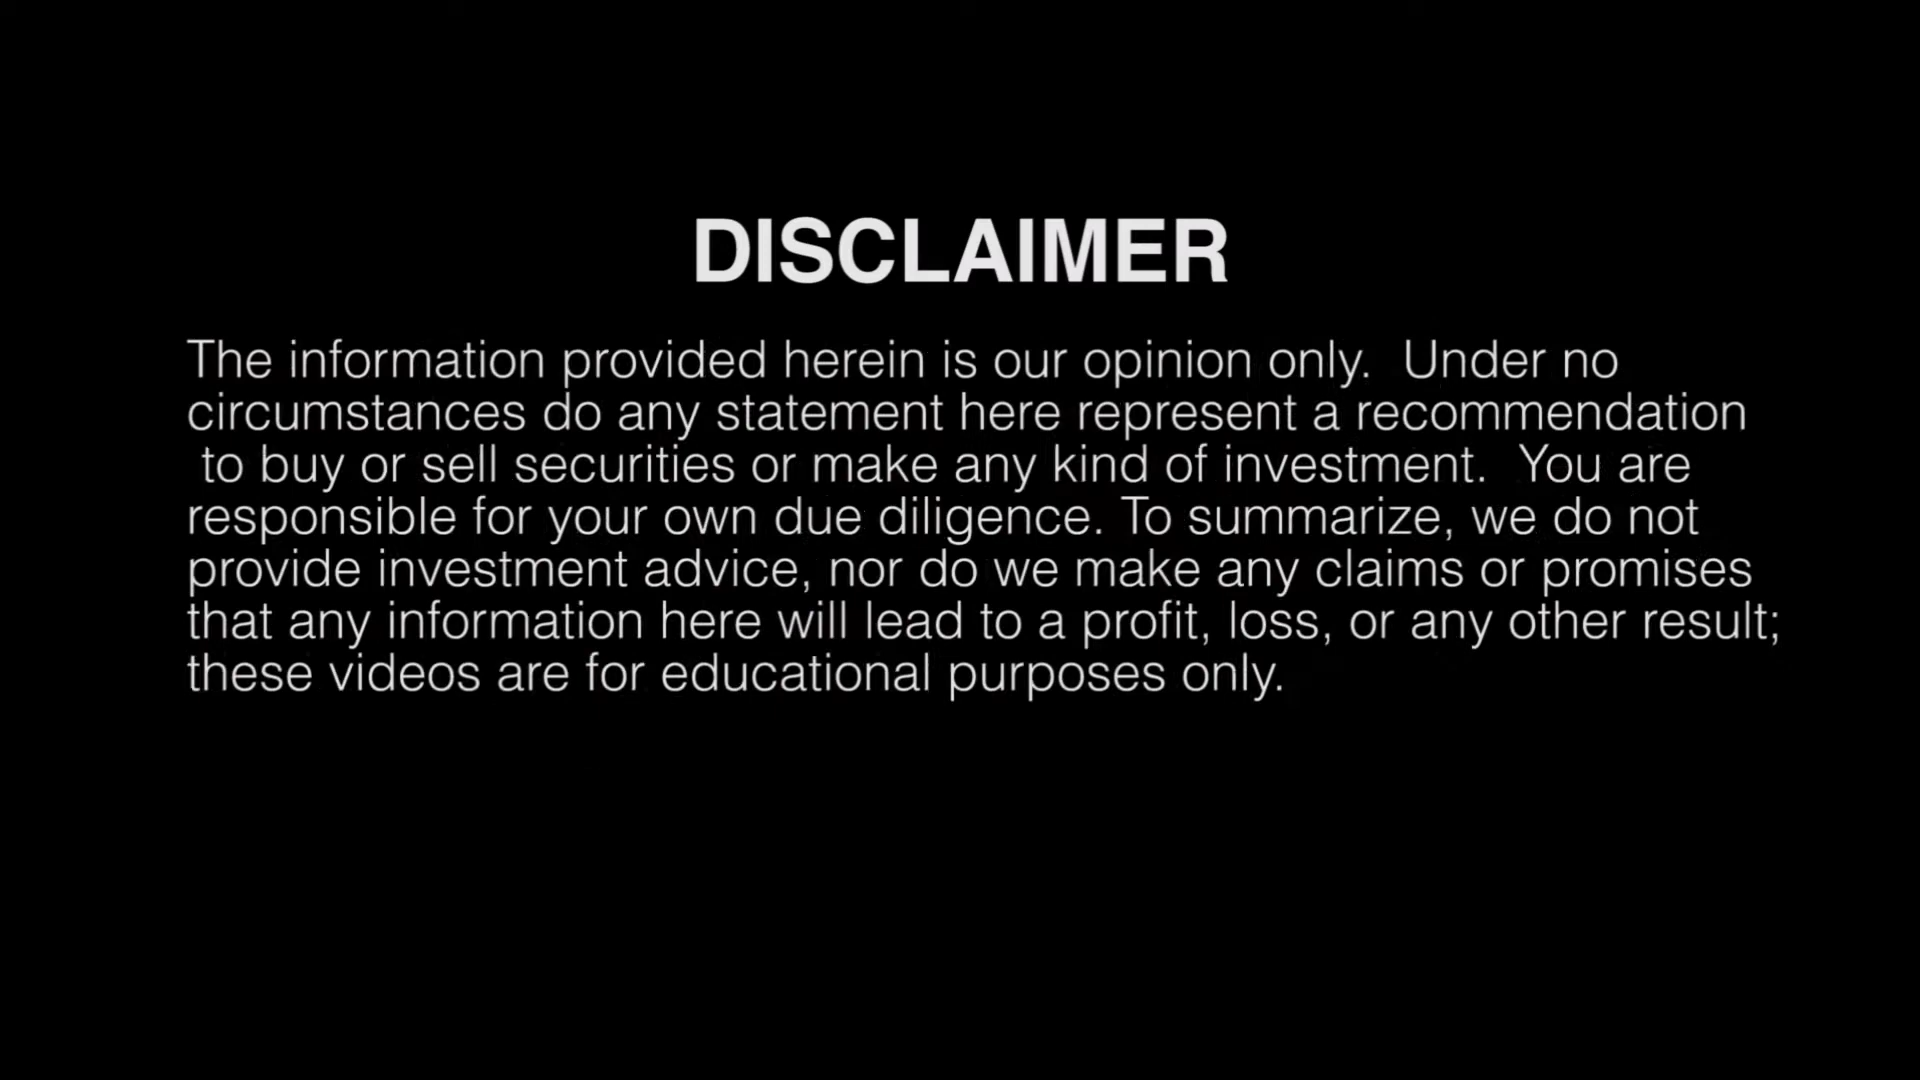 DISCLAIMER
The information provided herein is our opinion only.  Under no
circumstances do any statement here represent a recommendation
to buy or sell securities or make any kind of investment.  You are
responsible for your own due diligence. To summarize, we do not
provide investment advice, nor do we make any claims or promises
that any information here will lead to a profit, loss, or any other result;
these videos are for educational purposes only.